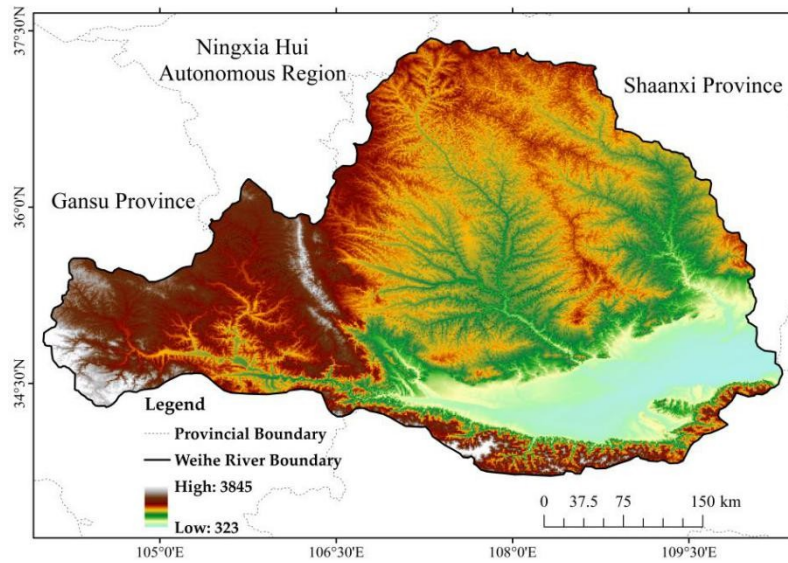 37°30'N
Ningxia Hui
Autonomous Region
Shaanxi Province
36°0'N
Gansu Province
34°30'N
Legend
Provincial Boundary
Weihe River Boundary
High: 3845
Low: 323
0 37.5 75 150 km
105°0'E 106°30'E 108°0'E 109°30'E